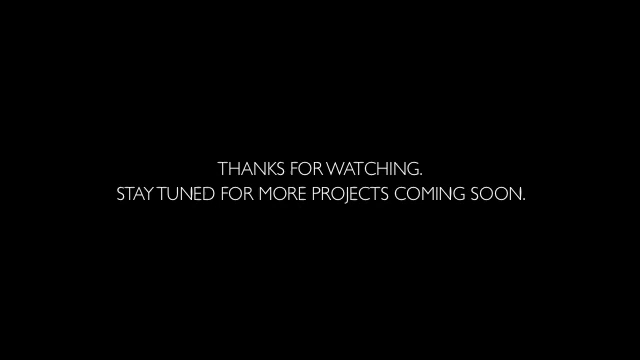 THANKS FOR WATCHING.
STAY TUNED FOR MORE PROJECTS COMING SOON.